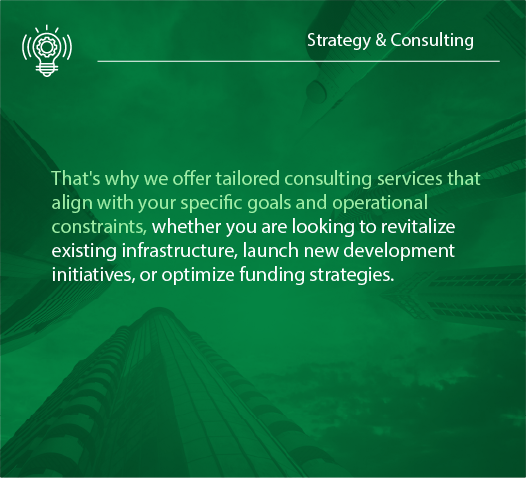 Strategy & Consulting
That's why we offer tailored consulting services that
align with your specific goals and operational
constraints, whether you are looking to revitalize
existing infrastructure, launch new development
initiatives, or optimize funding strategies.